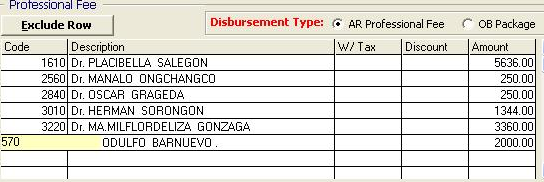 Professional Fee
Exclude Row Disbursement Type: AR Professional Fee OB Package
Code Description W/ Tax Discount Amount
1610 Dr. PLACIBELLA SALEGON 5636.00
2560 Dr. MANALO ONGCHANGCO 250.00
2840 Dr. OSCAR GRAGEDA 250.00
3010 Dr. HERMAN SORONGON 1344.00
3220 Dr. MA.MILFLORDELIZA GONZAGA 3360.00
570 ODULFO BARNUEVO . 2000.00